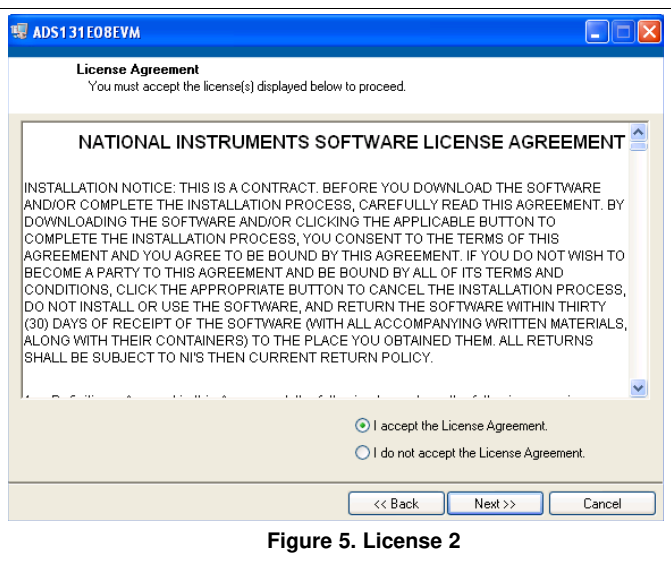 ADS131E08EVM
License Agreement
You must accept the license(s) displayed below to proceed.
NATIONAL INSTRUMENTS SOFTWARE LICENSE AGREEMENT
INSTALLATION NOTICE: THIS IS A CONTRACT. BEFORE YOU DOWNLOAD THE SOFTWARE
AND/OR COMPLETE THE INSTALLATION PROCESS, CAREFULLY READ THIS AGREEMENT. BY
DOWNLOADING THE SOFTWARE AND/OR CLICKING THE APPLICABLE BUTTON TO
COMPLETE THE INSTALLATION PROCESS, YOU CONSENT TO THE TERMS OF THIS
AGREEMENT AND YOU AGREE TO BE BOUND BY THIS AGREEMENT. IF YOU DO NOT WISH TO
BECOME A PARTY TO THIS AGREEMENT AND BE BOUND BY ALL OF ITS TERMS AND
CONDITIONS, CLICK THE APPROPRIATE BUTTON TO CANCEL THE INSTALLATION PROCESS,
DO NOT INSTALL OR USE THE SOFTWARE, AND RETURN THE SOFTWARE WITHIN THIRTY
(30) DAYS OF RECEIPT OF THE SOFTWARE (WITH ALL ACCOMPANYING WRITTEN MATERIALS,
ALONG WITH THEIR CONTAINERS) TO THE PLACE YOU OBTAINED THEM. ALL RETURNS
SHALL BE SUBJECT TO NI'S THEN CURRENT RETURN POLICY.
I accept the License Agreement.
I do not accept the License Agreement.
<< Back Next >> Cancel
Figure 5. License 2